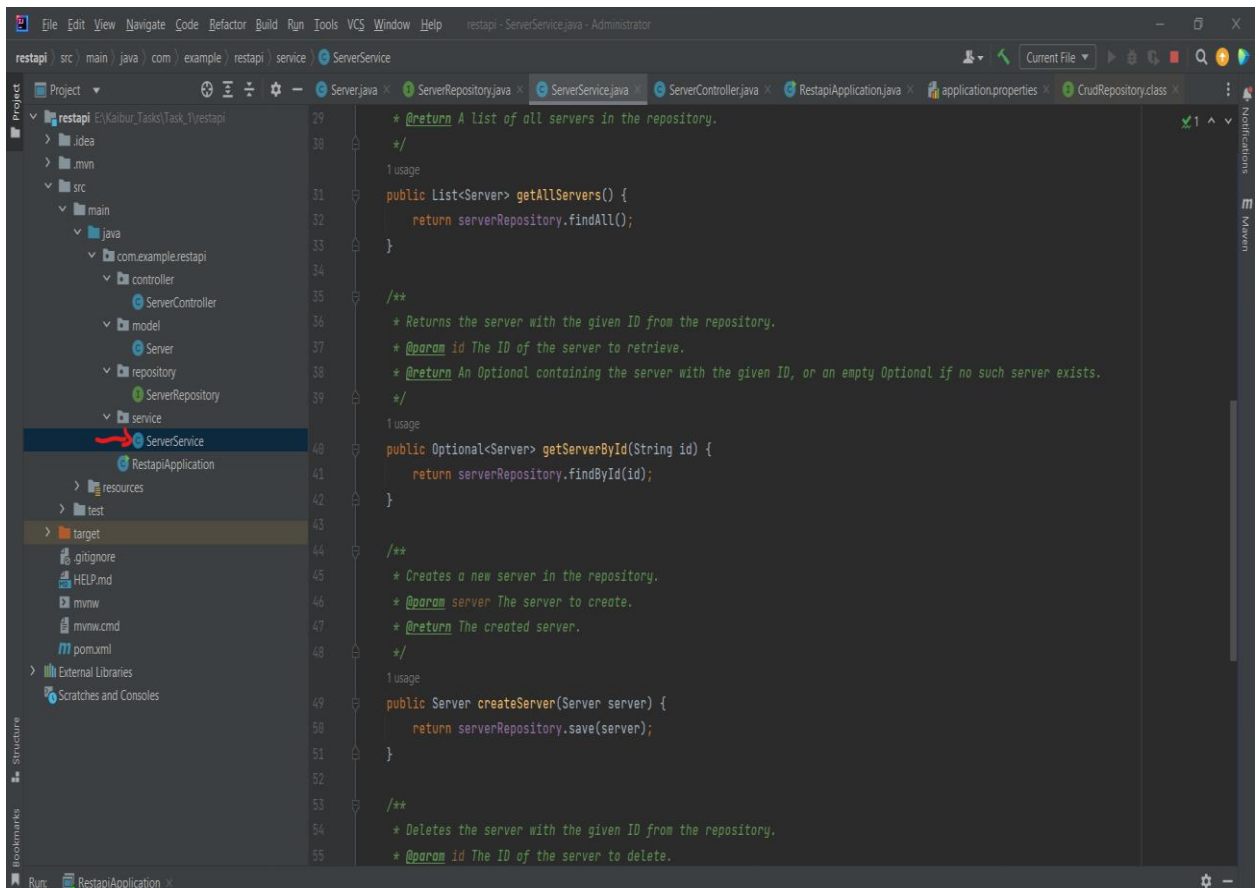 File Edit View Navigate Code Refactor Build Run Tools VCS Window Help restapi - ServerService.java - Administrator
restapi src main java com example restapi service ServerService Current File
Project Server.java ServerRepository.java ServerService.java ServerController.java RestapiApplication.java application.properties CrudRepository.class
Project
restapi E:\Kaibur_Tasks\Task_1\restapi
.idea
.mvn
src
main
java
com.example.restapi
controller
ServerController
model
Server
repository
ServerRepository
service
ServerService
RestapiApplication
resources
test
target
.gitignore
HELP.md
mvnw
mvnw.cmd
pom.xml
External Libraries
Scratches and Consoles
Structure
Bookmarks
29 * @return A list of all servers in the repository.
30 */
1 usage
31 public List<Server> getAllServers() {
32 return serverRepository.findAll();
33 }
34
35 /**
36 * Returns the server with the given ID from the repository.
37 * @param id The ID of the server to retrieve.
38 * @return An Optional containing the server with the given ID, or an empty Optional if no such server exists.
39 */
1 usage
40 public Optional<Server> getServerById(String id) {
41 return serverRepository.findById(id);
42 }
43
44 /**
45 * Creates a new server in the repository.
46 * @param server The server to create.
47 * @return The created server.
48 */
1 usage
49 public Server createServer(Server server) {
50 return serverRepository.save(server);
51 }
52
53 /**
54 * Deletes the server with the given ID from the repository.
55 * @param id The ID of the server to delete.
1
Notifications
m Maven
Run: RestapiApplication